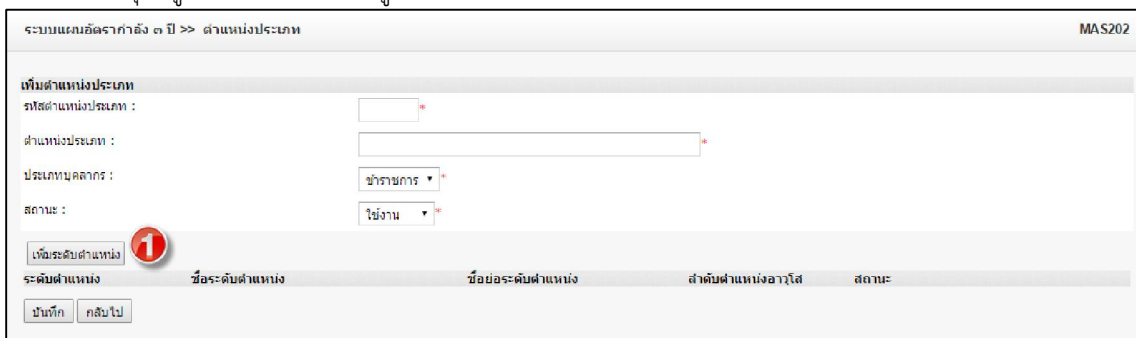 ระบบแผนอัตรากำลัง ๓ ปี >> ตำแหน่งประเภท MAS202
เพิ่มตำแหน่งประเภท
รหัสตำแหน่งประเภท : *
ตำแหน่งประเภท : *
ประเภทบุคลากร : ข้าราชการ *
สถานะ : ใช้งาน *
เพิ่มระดับตำแหน่ง 1
ระดับตำแหน่ง ชื่อระดับตำแหน่ง ชื่อย่อระดับตำแหน่ง ลำดับตำแหน่งอาวุโส สถานะ
บันทึก กลับไป